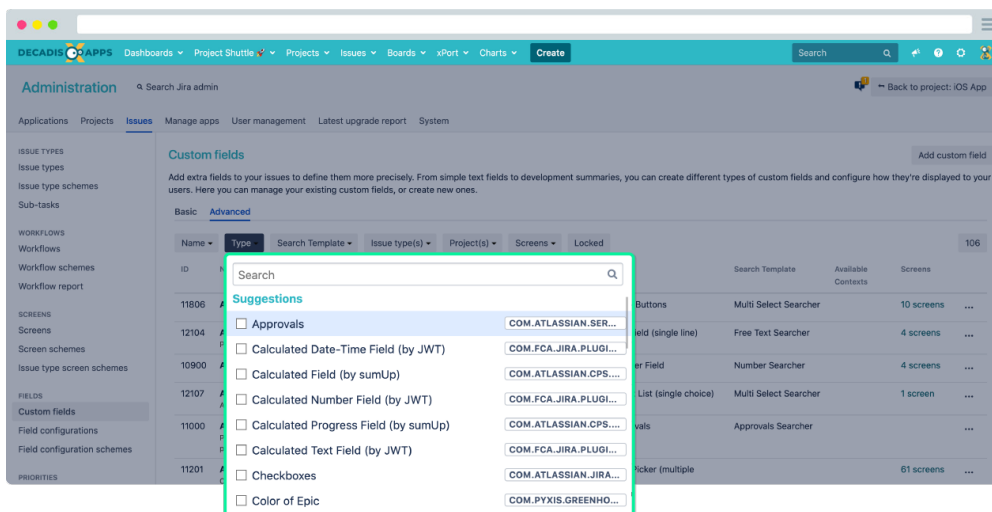 DECADIS APPS Dashboards Project Shuttle 🚀 Projects Issues Boards xPort Charts Create Search
Administration Search Jira admin Back to project: iOS App
Applications Projects Issues Manage apps User management Latest upgrade report System
ISSUE TYPES
Issue types
Issue type schemes
Sub-tasks
WORKFLOWS
Workflows
Workflow schemes
Workflow report
SCREENS
Screens
Screen schemes
Issue type screen schemes
FIELDS
Custom fields
Field configurations
Field configuration schemes
PRIORITIES
Custom fields Add custom field
Add extra fields to your issues to define them more precisely. From simple text fields to development summaries, you can create different types of custom fields and configure how they're displayed to your
users. Here you can manage your existing custom fields, or create new ones.
Basic Advanced
Name Type Search Template Issue type(s) Project(s) Screens Locked 106
ID Search Template Available Contexts Screens
11806 Buttons Multi Select Searcher 10 screens ...
12104 (single line) Free Text Searcher 4 screens ...
10900 Field Number Searcher 4 screens ...
12107 List (single choice) Multi Select Searcher 1 screen ...
11000 Approvals Searcher ...
11201 (multiple 61 screens ...
Search
Suggestions
Approvals COM.ATLASSIAN.SER...
Calculated Date-Time Field (by JWT) COM.FCA.JIRA.PLUGI...
Calculated Field (by sumUp) COM.ATLASSIAN.CPS....
Calculated Number Field (by JWT) COM.FCA.JIRA.PLUGI...
Calculated Progress Field (by sumUp) COM.ATLASSIAN.CPS....
Calculated Text Field (by JWT) COM.FCA.JIRA.PLUGI...
Checkboxes COM.ATLASSIAN.JIRA...
Color of Epic COM.PYXIS.GREENHO...